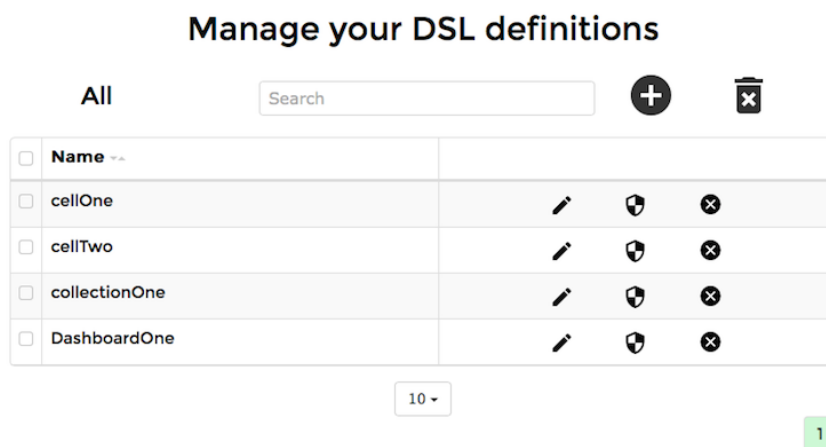 Manage your DSL definitions
All
Search
Name
cellOne
cellTwo
collectionOne
DashboardOne
10
1